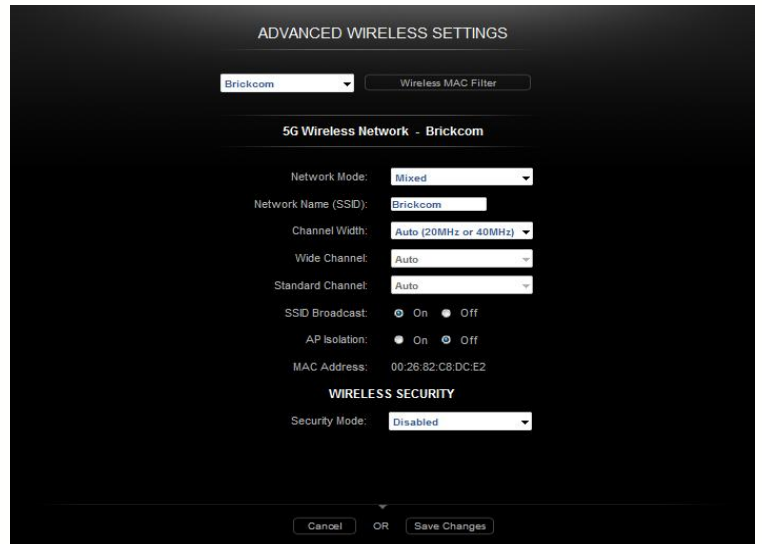 ADVANCED WIRELESS SETTINGS
Brickcom Wireless MAC Filter
5G Wireless Network - Brickcom
Network Mode: Mixed
Network Name (SSID): Brickcom
Channel Width: Auto (20MHz or 40MHz)
Wide Channel: Auto
Standard Channel: Auto
SSID Broadcast: On Off
AP Isolation: On Off
MAC Address: 00:26:82:C8:DC:E2
WIRELESS SECURITY
Security Mode: Disabled
Cancel OR Save Changes